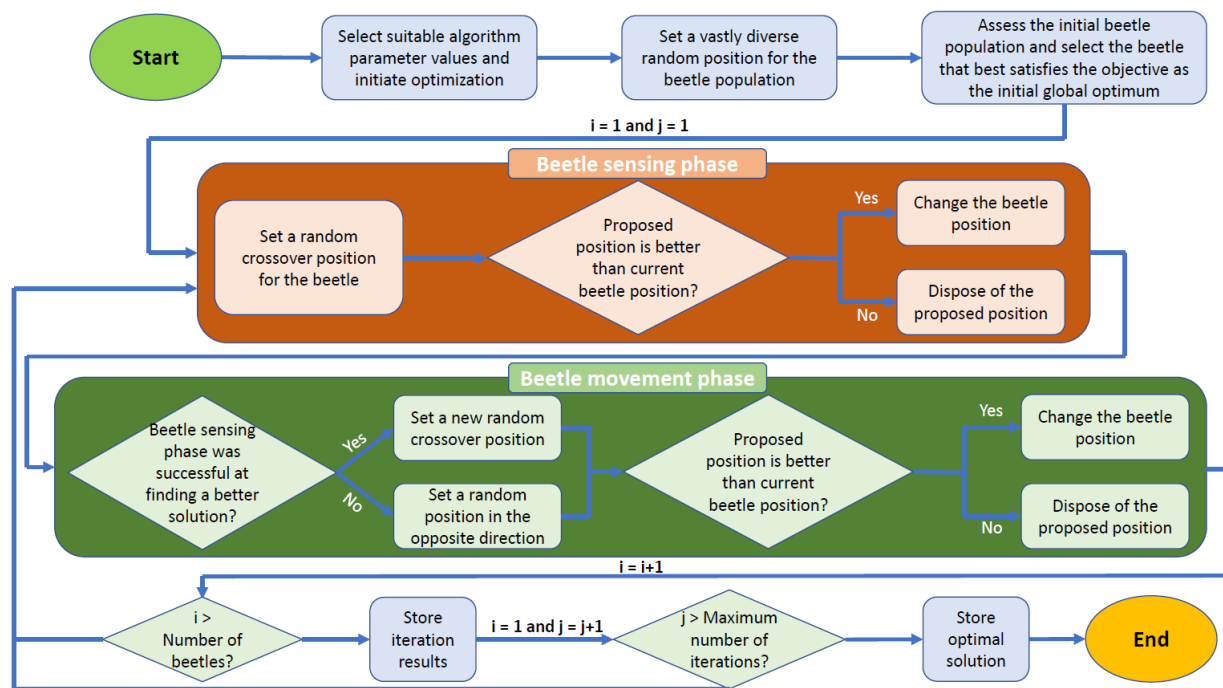 Start
Select suitable algorithm
parameter values and
initiate optimization
Set a vastly diverse
random position for the
beetle population
Assess the initial beetle
population and select the beetle
that best satisfies the objective as
the initial global optimum
i = 1 and j = 1
Beetle sensing phase
Set a random
crossover position
for the beetle
Proposed
position is better
than current
beetle position?
Yes
Change the beetle
position
No
Dispose of the
proposed position
Beetle movement phase
Beetle sensing
phase was
successful at
finding a better
solution?
Yes
Set a new random
crossover position
No
Set a random
position in the
opposite direction
Proposed
position is better
than current
beetle position?
Yes
Change the beetle
position
No
Dispose of the
proposed position
i = i+1
i >
Number of
beetles?
Store
iteration
results
i = 1 and j = j+1
j > Maximum
number of
iterations?
Store
optimal
solution
End